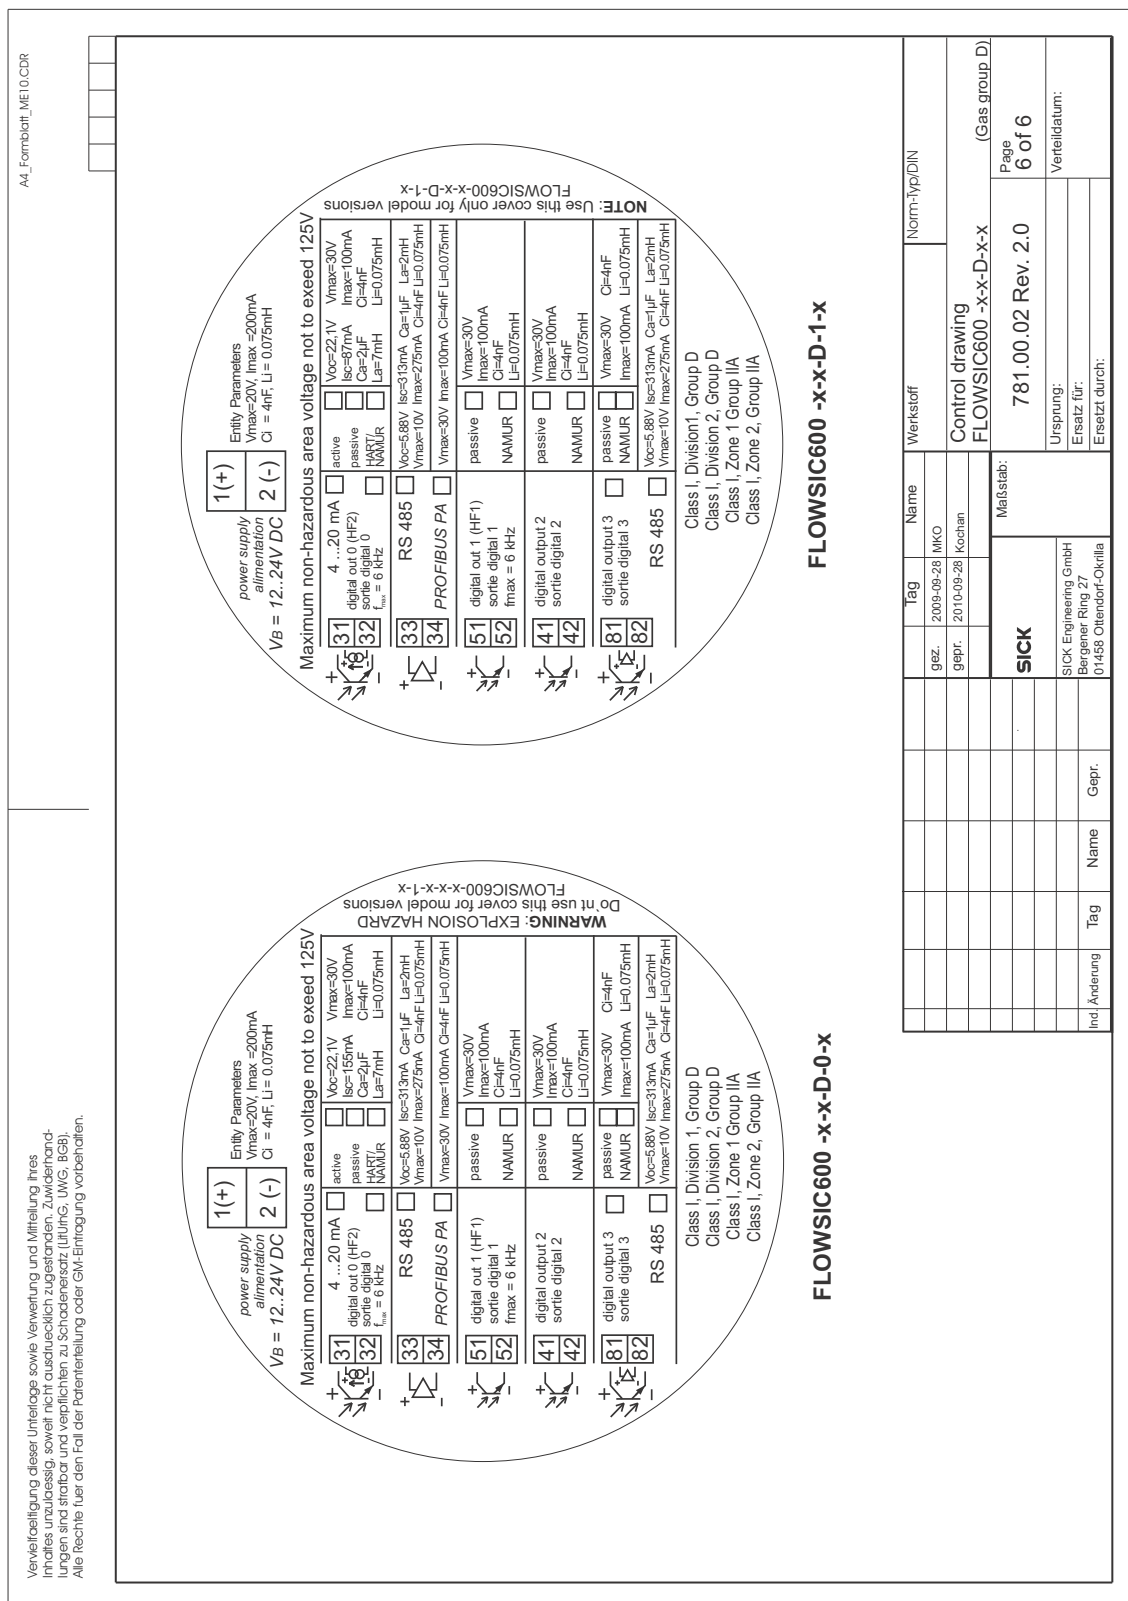 A4_Formblatt_ME10.CDR
Vervielfaeltigung dieser Unterlage sowie Verwertung und Mitteilung ihres
Inhaltes unzulaessig, soweit nicht ausdruecklich zugestanden. Zuwiderhand-
lungen sind strafbar und verpflichten zu Schadenersatz (LitUrhG, UWG, BGB).
Alle Rechte fuer den Fall der Patenterteilung oder GM-Eintragung vorbehalten.
power supply
alimentation
VB = 12..24V DC
1(+)
2 (-)
Entity Parameters
Vmax=20V, Imax =200mA
Ci = 4nF, Li = 0.075mH
Maximum non-hazardous area voltage not to exceed 125V
31
32
4 ...20 mA
digital out 0 (HF2)
sortie digital 0
fmax = 6 kHz
active
passive
HART/
NAMUR
Voc=22,1V Vmax=30V
Isc=155mA Imax=100mA
Ca=2µF Ci=4nF
La=7mH Li=0.075mH
33
34
RS 485
PROFIBUS PA
Voc=5.88V Isc=313mA Ca=1µF La=2mH
Vmax=10V Imax=275mA Ci=4nF Li=0.075mH
Vmax=30V Imax=100mA Ci=4nF Li=0.075mH
51
52
digital out 1 (HF1)
sortie digital 1
fmax = 6 kHz
passive
NAMUR
Vmax=30V
Imax=100mA
Ci=4nF
Li=0.075mH
41
42
digital output 2
sortie digital 2
passive
NAMUR
Vmax=30V
Imax=100mA
Ci=4nF
Li=0.075mH
81
82
digital output 3
sortie digital 3
RS 485
passive
NAMUR
Vmax=30V Ci=4nF
Imax=100mA Li=0.075mH
Voc=5.88V Isc=313mA Ca=1µF La=2mH
Vmax=10V Imax=275mA Ci=4nF Li=0.075mH
Class I, Division 1, Group D
Class I, Division 2, Group D
Class I, Zone 1 Group IIA
Class I, Zone 2, Group IIA
WARNING: EXPLOSION HAZARD
Do`nt use this cover for model versions
FLOWSIC600-x-x-x-1-x
FLOWSIC600 -x-x-D-0-x
power supply
alimentation
VB = 12..24V DC
1(+)
2 (-)
Entity Parameters
Vmax=20V, Imax =200mA
Ci = 4nF, Li = 0.075mH
Maximum non-hazardous area voltage not to exceed 125V
31
32
4 ...20 mA
digital out 0 (HF2)
sortie digital 0
fmax = 6 kHz
active
passive
HART/
NAMUR
Voc=22,1V Vmax=30V
Isc=87mA Imax=100mA
Ca=2µF Ci=4nF
La=7mH Li=0.075mH
33
34
RS 485
PROFIBUS PA
Voc=5.88V Isc=313mA Ca=1µF La=2mH
Vmax=10V Imax=275mA Ci=4nF Li=0.075mH
Vmax=30V Imax=100mA Ci=4nF Li=0.075mH
51
52
digital out 1 (HF1)
sortie digital 1
fmax = 6 kHz
passive
NAMUR
Vmax=30V
Imax=100mA
Ci=4nF
Li=0.075mH
41
42
digital output 2
sortie digital 2
passive
NAMUR
Vmax=30V
Imax=100mA
Ci=4nF
Li=0.075mH
81
82
digital output 3
sortie digital 3
RS 485
passive
NAMUR
Vmax=30V Ci=4nF
Imax=100mA Li=0.075mH
Voc=5.88V Isc=313mA Ca=1µF La=2mH
Vmax=10V Imax=275mA Ci=4nF Li=0.075mH
Class I, Division1, Group D
Class I, Division 2, Group D
Class I, Zone 1 Group IIA
Class I, Zone 2, Group IIA
NOTE: Use this cover only for model versions
FLOWSIC600-x-x-D-1-x
FLOWSIC600 -x-x-D-1-x
Tag Name Werkstoff Norm-Typ/DIN
gez. 2009-09-28 MKO
gepr. 2010-09-28 Kochan
Control drawing
FLOWSIC600 -x-x-D-x-x (Gas group D)
SICK
Maßstab:
781.00.02 Rev. 2.0
Page
6 of 6
SICK Engineering GmbH
Bergener Ring 27
01458 Ottendorf-Okrilla
Ursprung:
Ersatz für:
Ersetzt durch:
Verteildatum:
Ind. Änderung Tag Name Gepr.